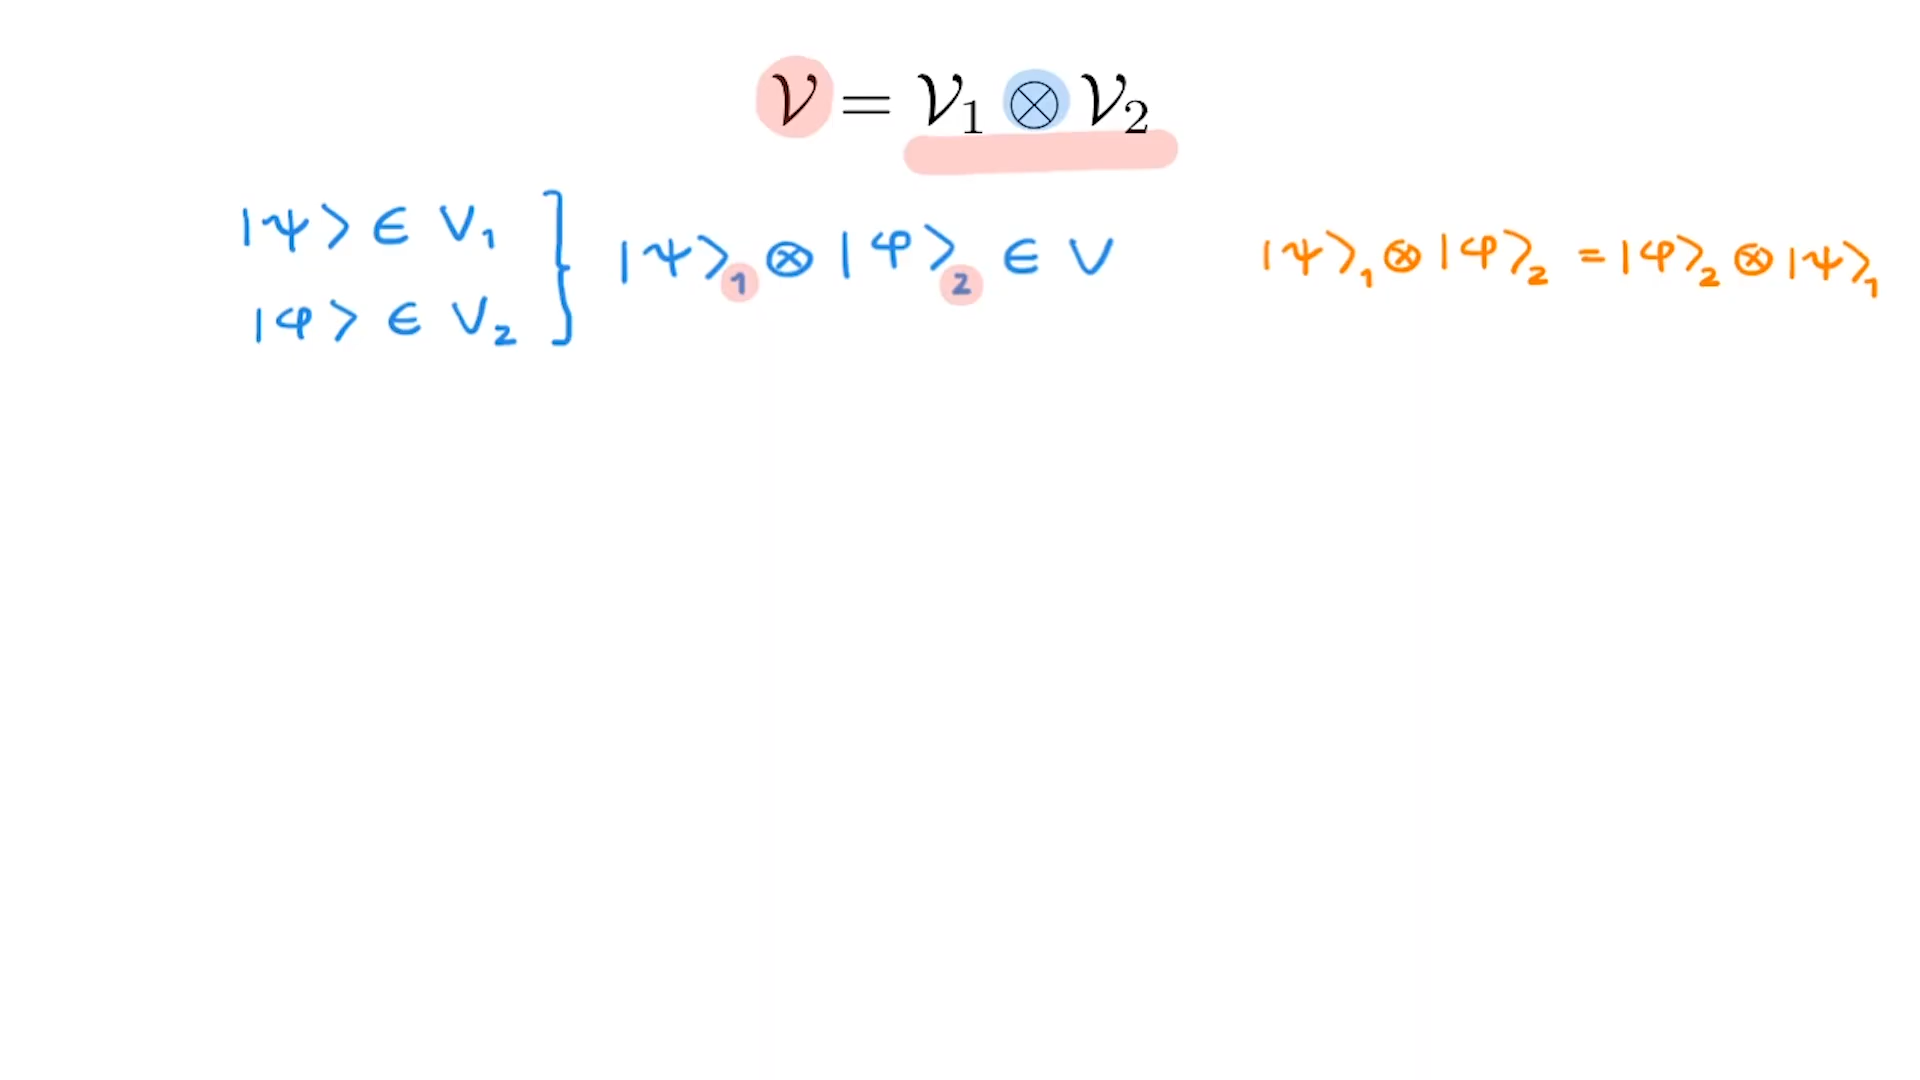 𝒱 = 𝒱₁ ⊗ 𝒱₂
|ψ⟩ ∈ V₁
|φ⟩ ∈ V₂
|ψ⟩₁ ⊗ |φ⟩₂ ∈ V
|ψ⟩₁ ⊗ |φ⟩₂ = |φ⟩₂ ⊗ |ψ⟩₁